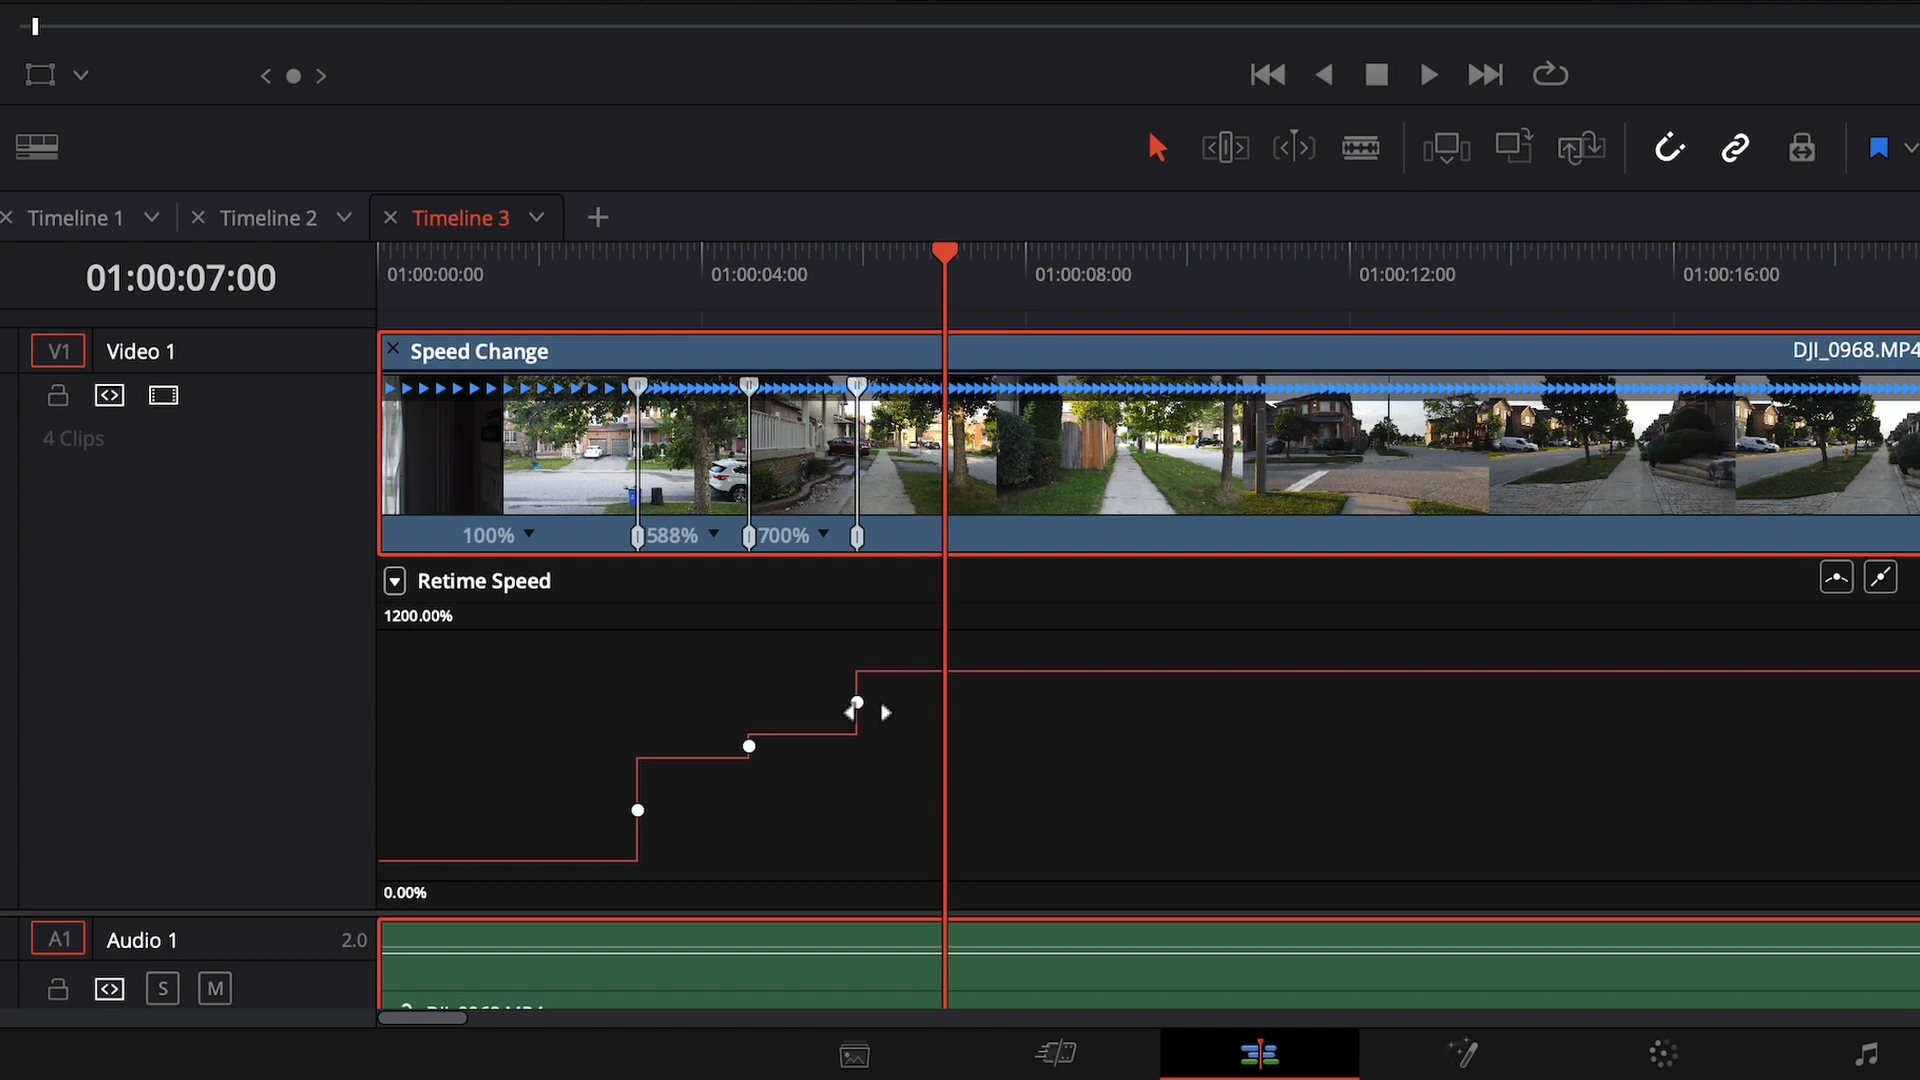 Timeline 1
Timeline 2
Timeline 3
01:00:07:00
01:00:00:00
01:00:04:00
01:00:08:00
01:00:12:00
01:00:16:00
V1
Video 1
Speed Change
DJI_0968.MP4
4 Clips
100%
588%
700%
Retime Speed
1200.00%
0.00%
A1
Audio 1
2.0
S
M